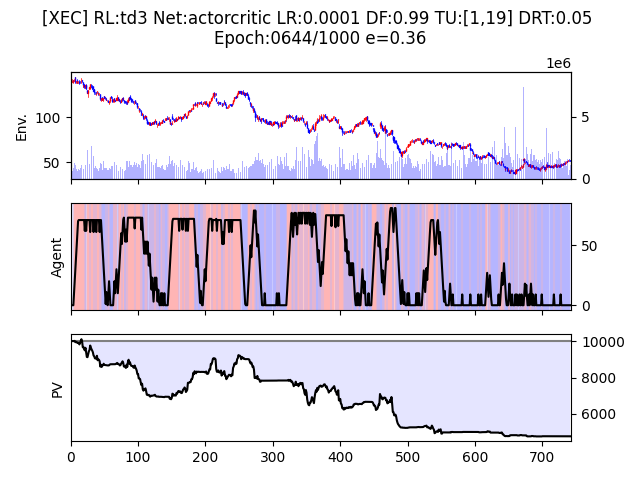 [XEC] RL:td3 Net:actorcritic LR:0.0001 DF:0.99 TU:[1,19] DRT:0.05
Epoch:0644/1000 e=0.36
1e6
Env.
100
50
5
0
Agent
50
0
PV
10000
8000
6000
0 100 200 300 400 500 600 700